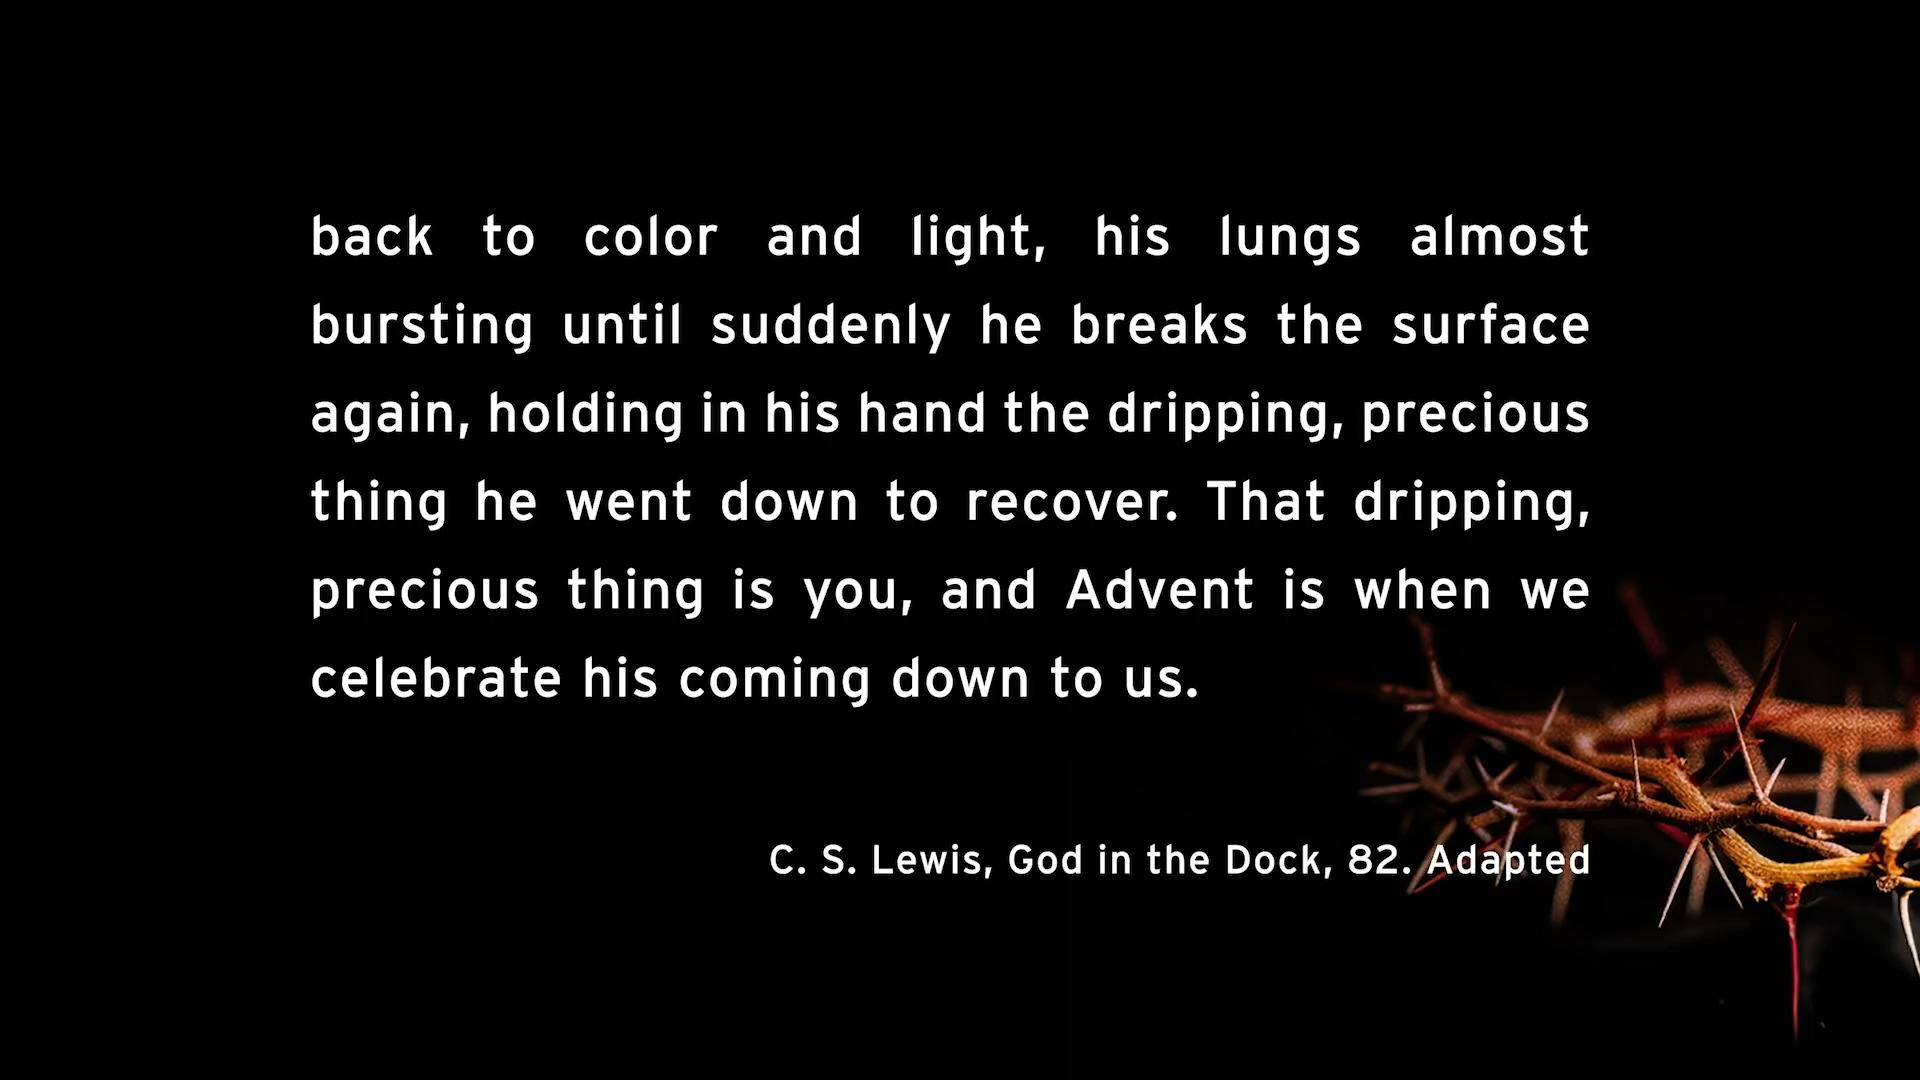 back to color and light, his lungs almost
bursting until suddenly he breaks the surface
again, holding in his hand the dripping, precious
thing he went down to recover. That dripping,
precious thing is you, and Advent is when we
celebrate his coming down to us.
C. S. Lewis, God in the Dock, 82. Adapted